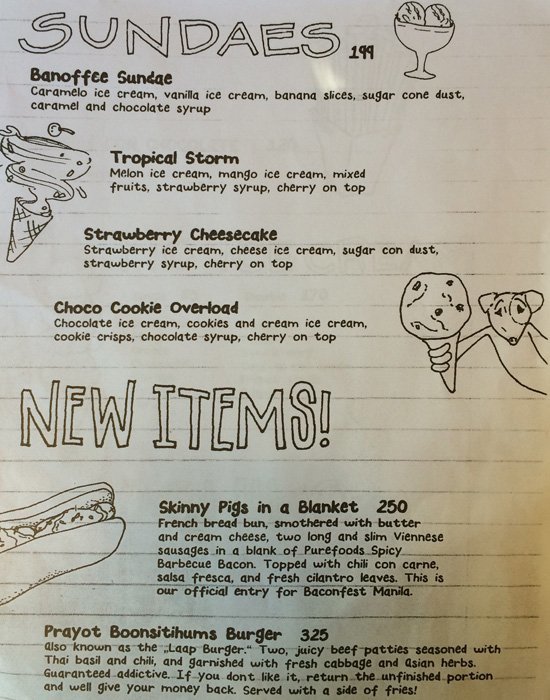 SUNDAES 199
Banoffee Sundae
Caramelo ice cream, vanilla ice cream, banana slices, sugar cone dust,
caramel and chocolate syrup
Tropical Storm
Melon ice cream, mango ice cream, mixed
fruits, strawberry syrup, cherry on top
Strawberry Cheesecake
Strawberry ice cream, cheese ice cream, sugar con dust,
strawberry syrup, cherry on top
Choco Cookie Overload
Chocolate ice cream, cookies and cream ice cream,
cookie crisps, chocolate syrup, cherry on top
NEW ITEMS!
Skinny Pigs in a Blanket 250
French bread bun, smothered with butter
and cream cheese, two long and slim Viennese
sausages in a blank of Purefoods Spicy
Barbecue Bacon. Topped with chili con carne,
salsa fresca, and fresh cilantro leaves. This is
our official entry for Baconfest Manila.
Prayot Boonsitihums Burger 325
also known as the „Laap Burger." Two, juicy beef patties seasoned with
Thai basil and chili, and garnished with fresh cabbage and asian herbs.
Guaranteed addictive. If you dont like it, return the unfinished portion
and well give your money back. Served with a side of fries!